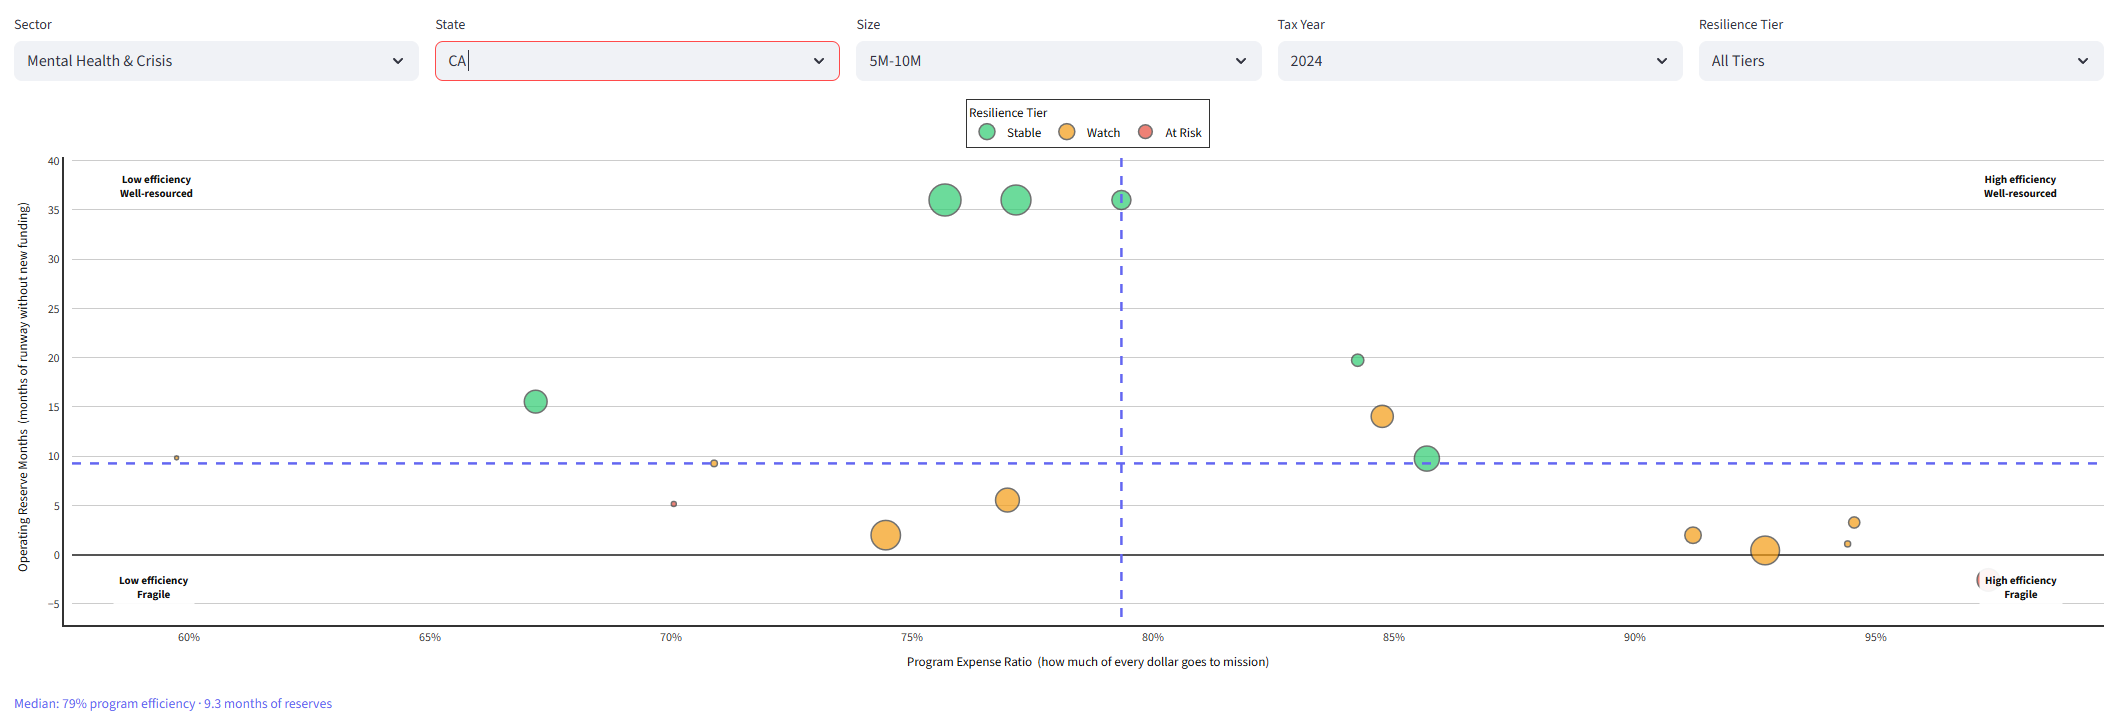 Sector
State
Size
Tax Year
Resilience Tier
Mental Health & Crisis
CA
5M-10M
2024
All Tiers
Resilience Tier
Stable
Watch
At Risk
Low efficiency
Well-resourced
High efficiency
Well-resourced
40
35
30
25
20
15
10
5
0
−5
Operating Reserve Months (months of runway without new funding)
Low efficiency
Fragile
High efficiency
Fragile
60%
65%
70%
75%
80%
85%
90%
95%
Program Expense Ratio (how much of every dollar goes to mission)
Median: 79% program efficiency · 9.3 months of reserves